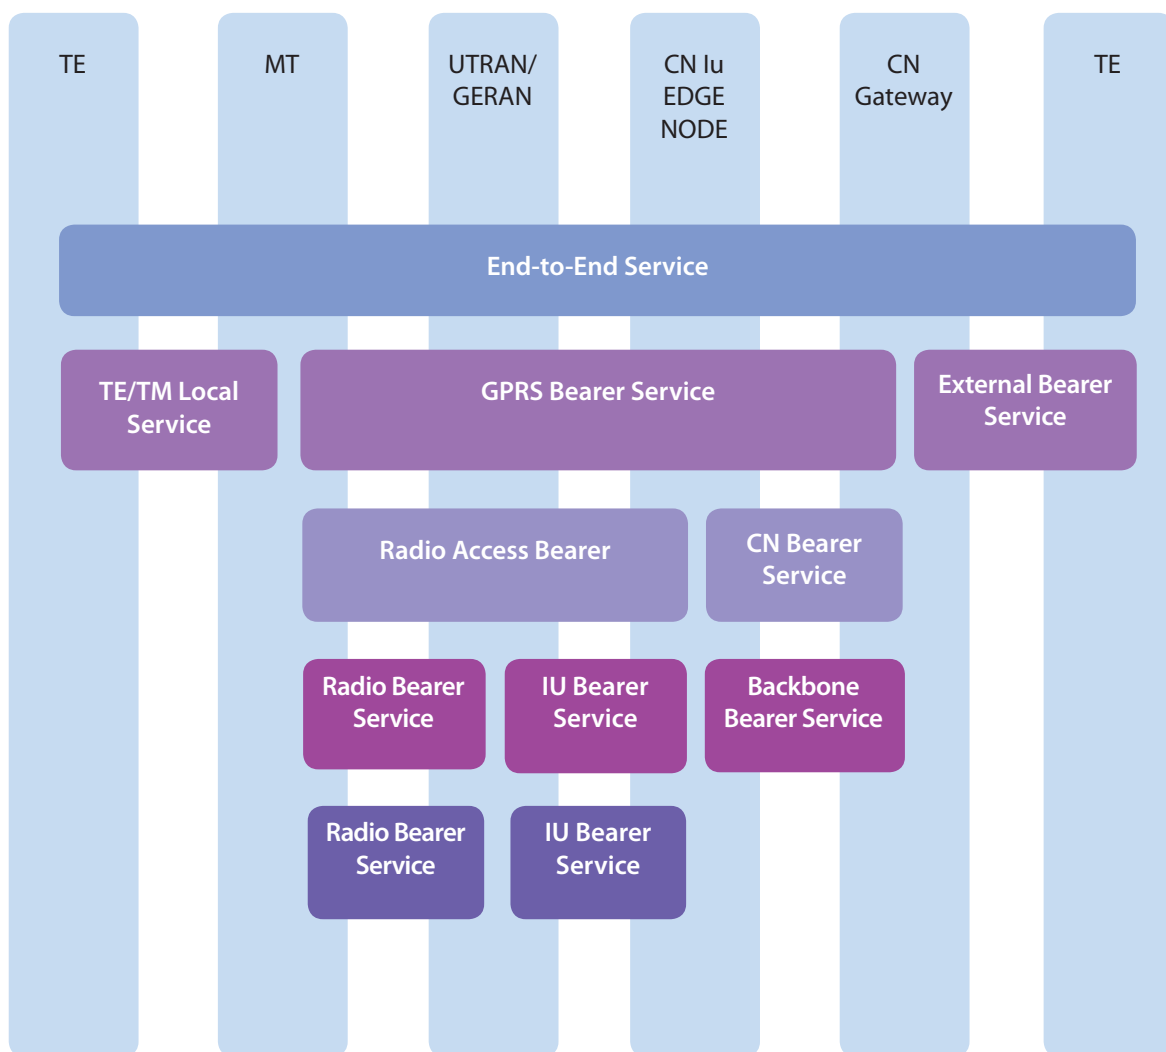 TE
MT
UTRAN/
GERAN
CN Iu
EDGE
NODE
CN
Gateway
TE
End-to-End Service
TE/TM Local
Service
GPRS Bearer Service
External Bearer
Service
Radio Access Bearer
CN Bearer
Service
Radio Bearer
Service
IU Bearer
Service
Backbone
Bearer Service
Radio Bearer
Service
IU Bearer
Service